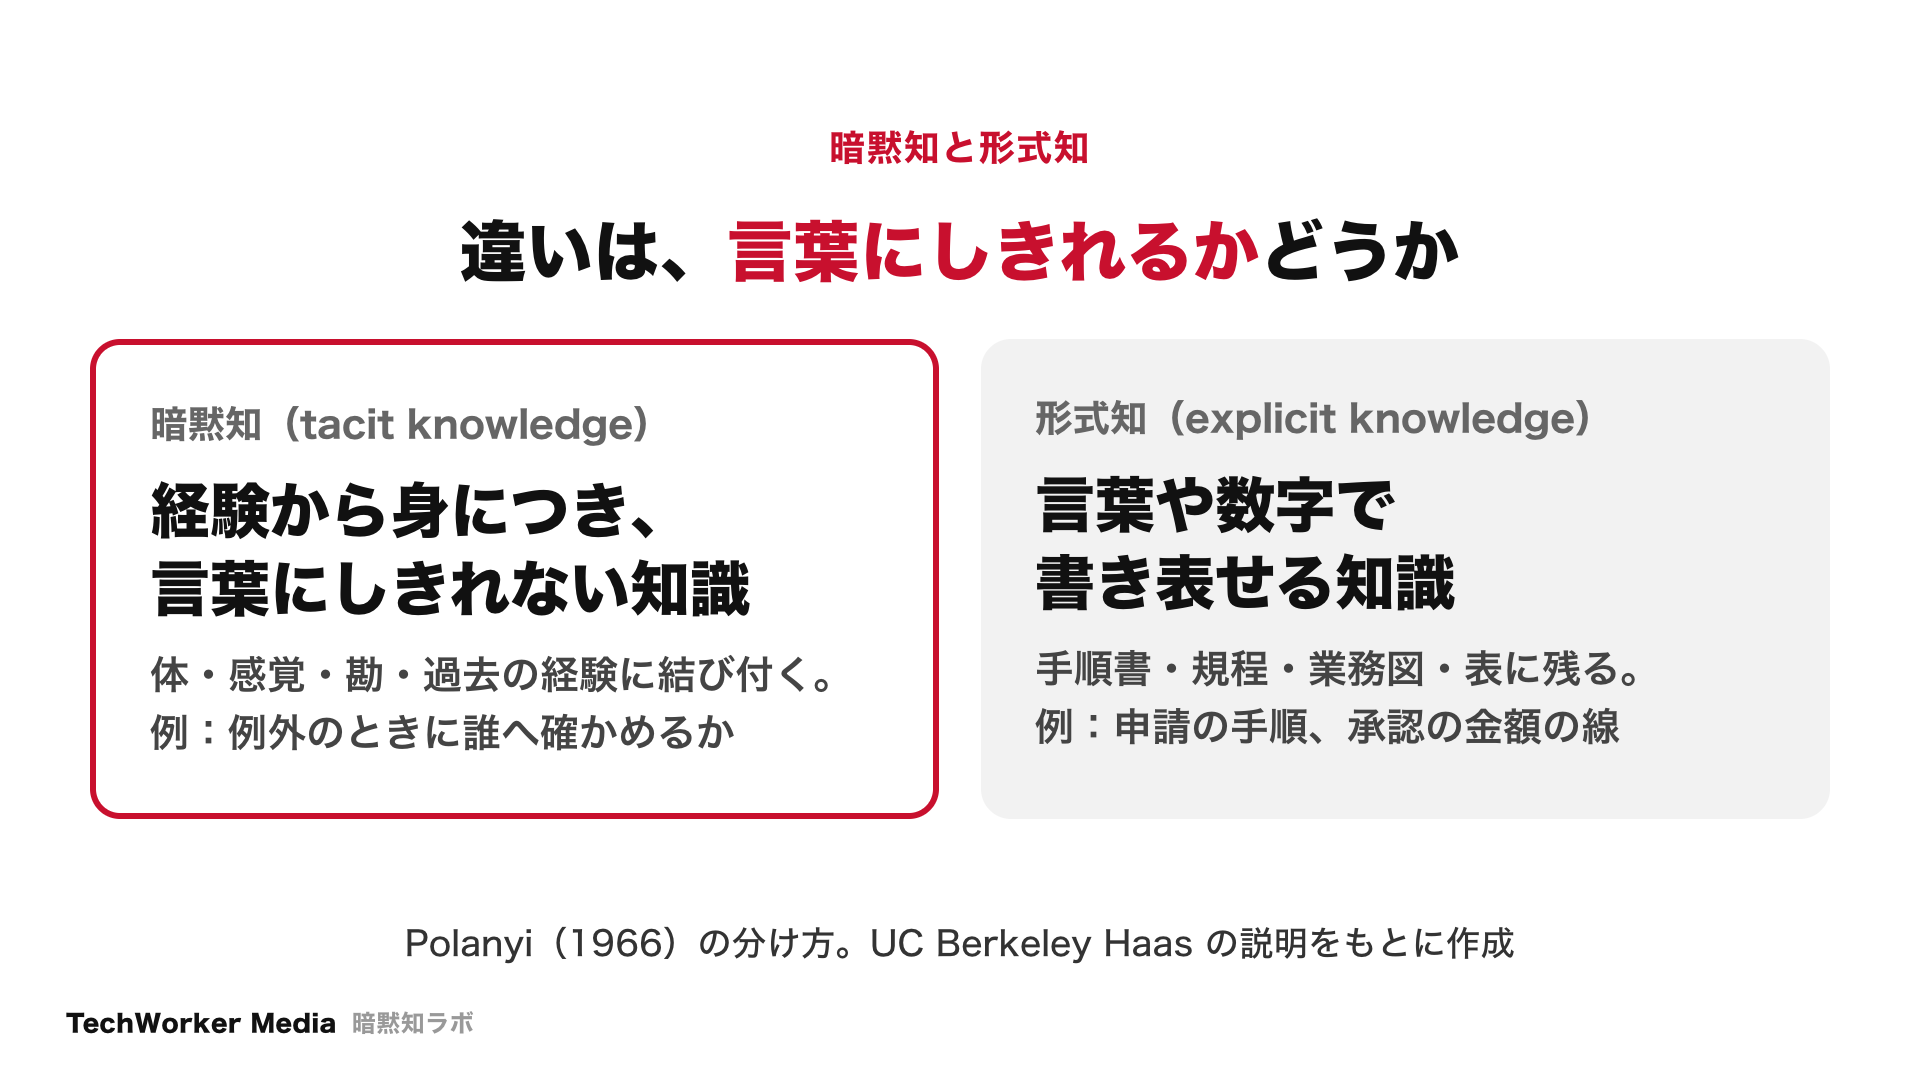 暗黙知と形式知
違いは、言葉にしきれるかどうか
暗黙知（tacit knowledge）
経験から身につき、
言葉にしきれない知識
体・感覚・勘・過去の経験に結び付く。
例：例外のときに誰へ確かめるか
形式知（explicit knowledge）
言葉や数字で
書き表せる知識
手順書・規程・業務図・表に残る。
例：申請の手順、承認の金額の線
Polanyi（1966）の分け方。UC Berkeley Haas の説明をもとに作成
TechWorker Media 暗黙知ラボ